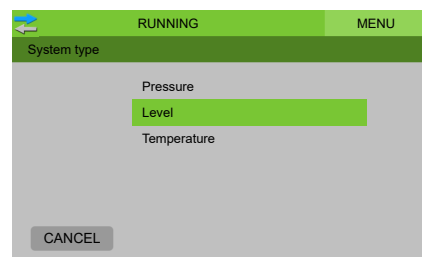 RUNNING MENU
System type
Pressure
Level
Temperature
CANCEL